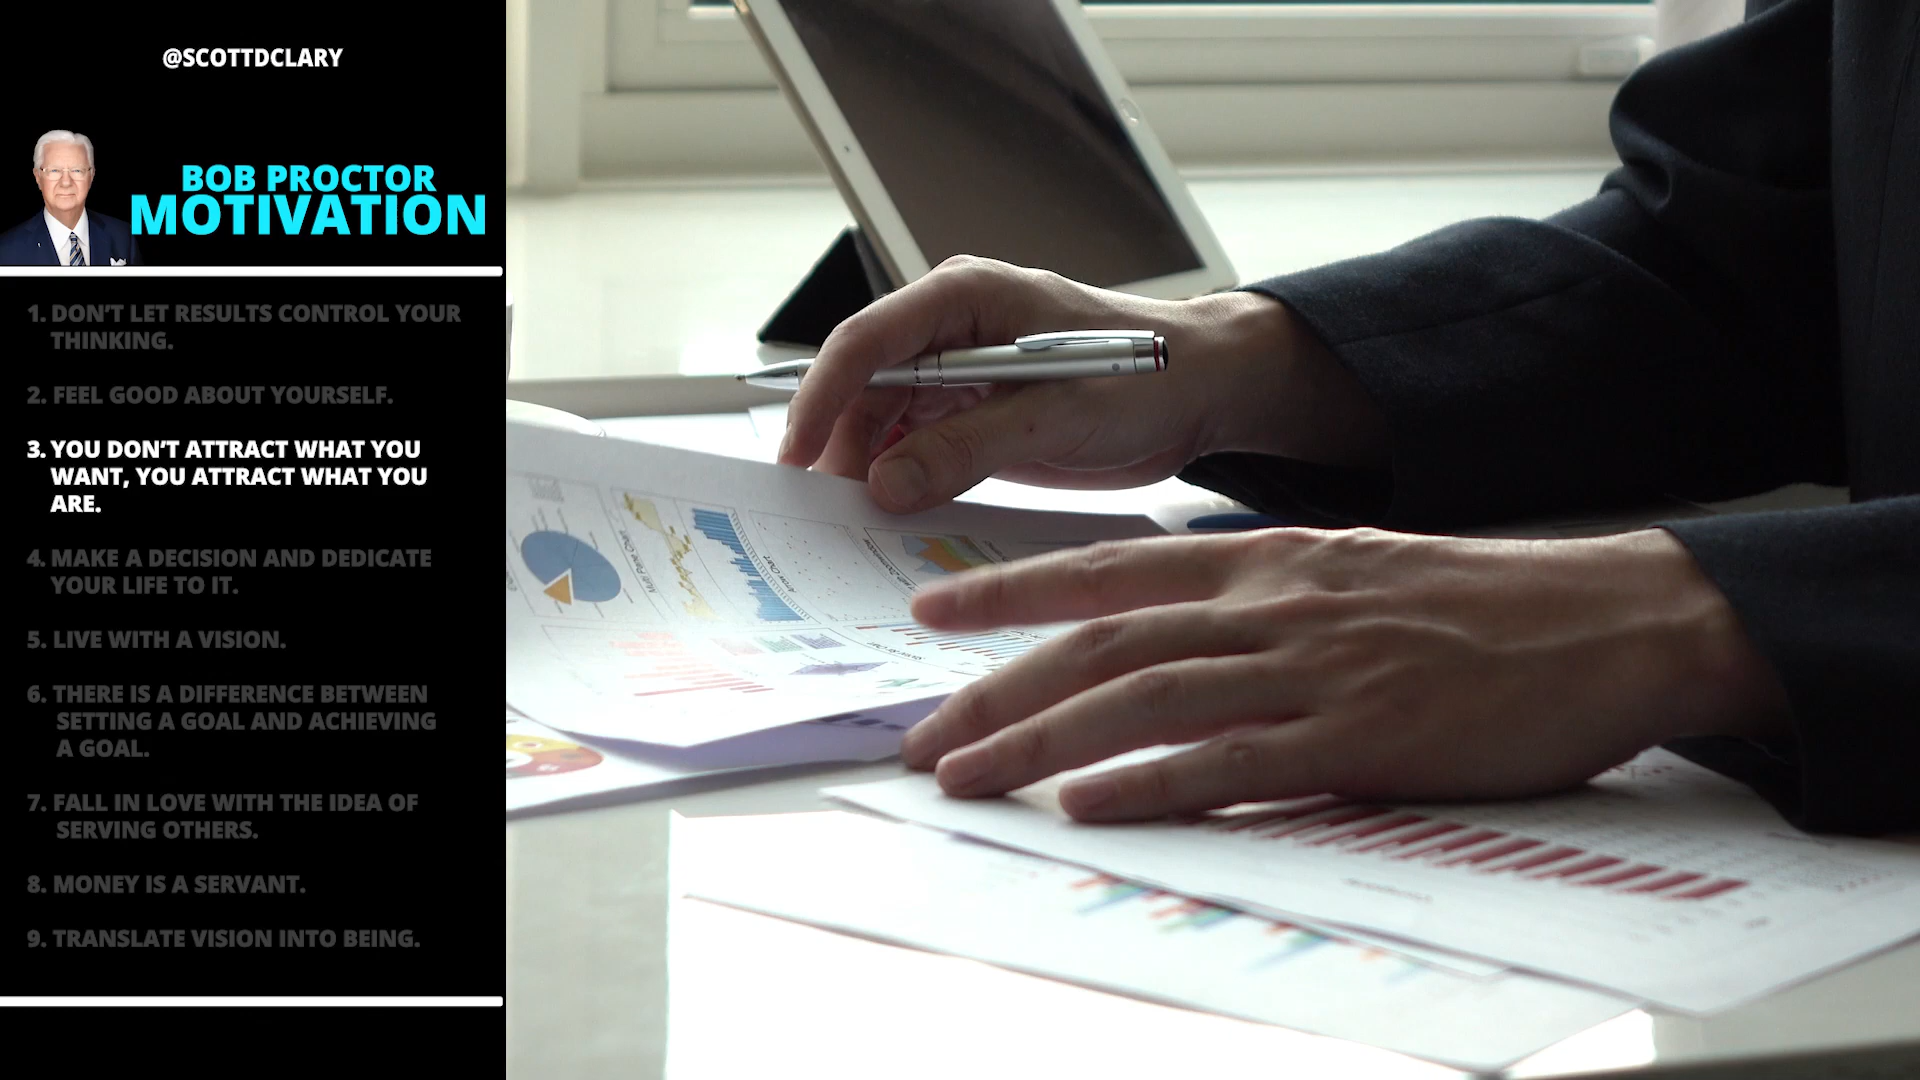 @SCOTTDCLARY
BOB PROCTOR
MOTIVATION
1. DON'T LET RESULTS CONTROL YOUR
THINKING.
2. FEEL GOOD ABOUT YOURSELF.
3. YOU DON'T ATTRACT WHAT YOU
WANT, YOU ATTRACT WHAT YOU
ARE.
4. MAKE A DECISION AND DEDICATE
YOUR LIFE TO IT.
5. LIVE WITH A VISION.
6. THERE IS A DIFFERENCE BETWEEN
SETTING A GOAL AND ACHIEVING
A GOAL.
7. FALL IN LOVE WITH THE IDEA OF
SERVING OTHERS.
8. MONEY IS A SERVANT.
9. TRANSLATE VISION INTO BEING.